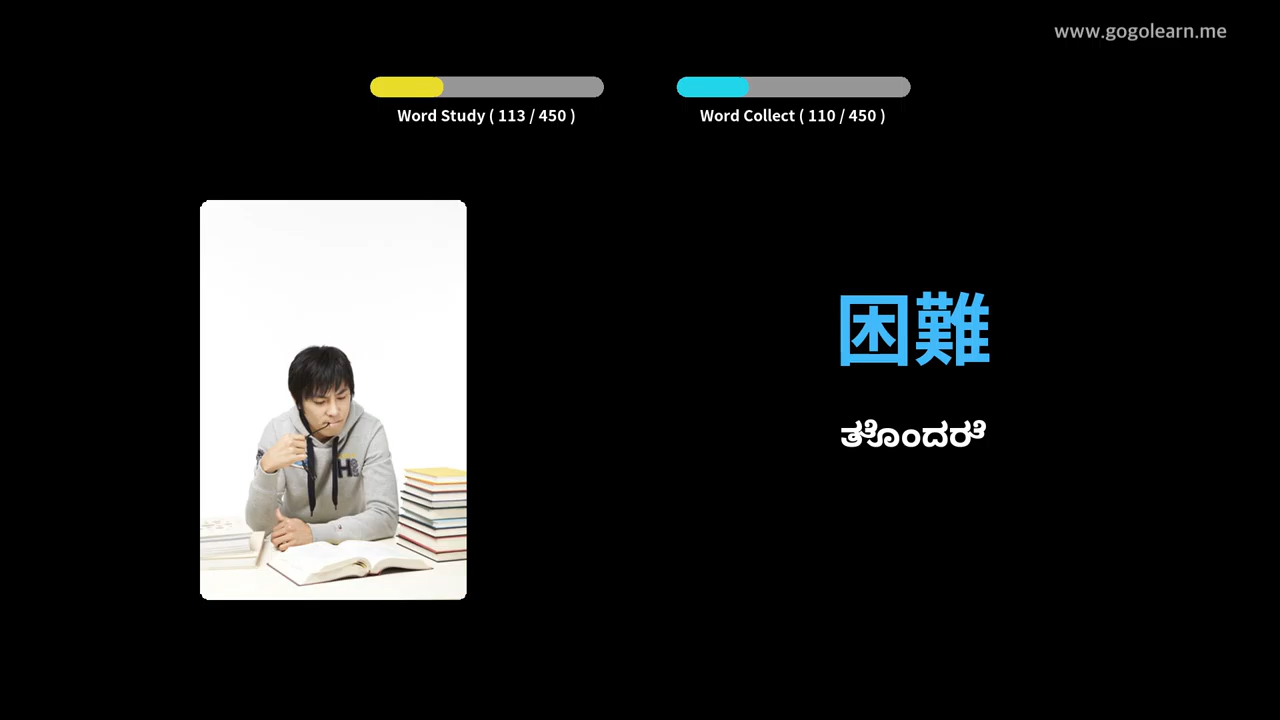 www.gogolearn.me
Word Study ( 113 / 450 )
Word Collect ( 110 / 450 )
困難
ತೊಂದರೆ
H